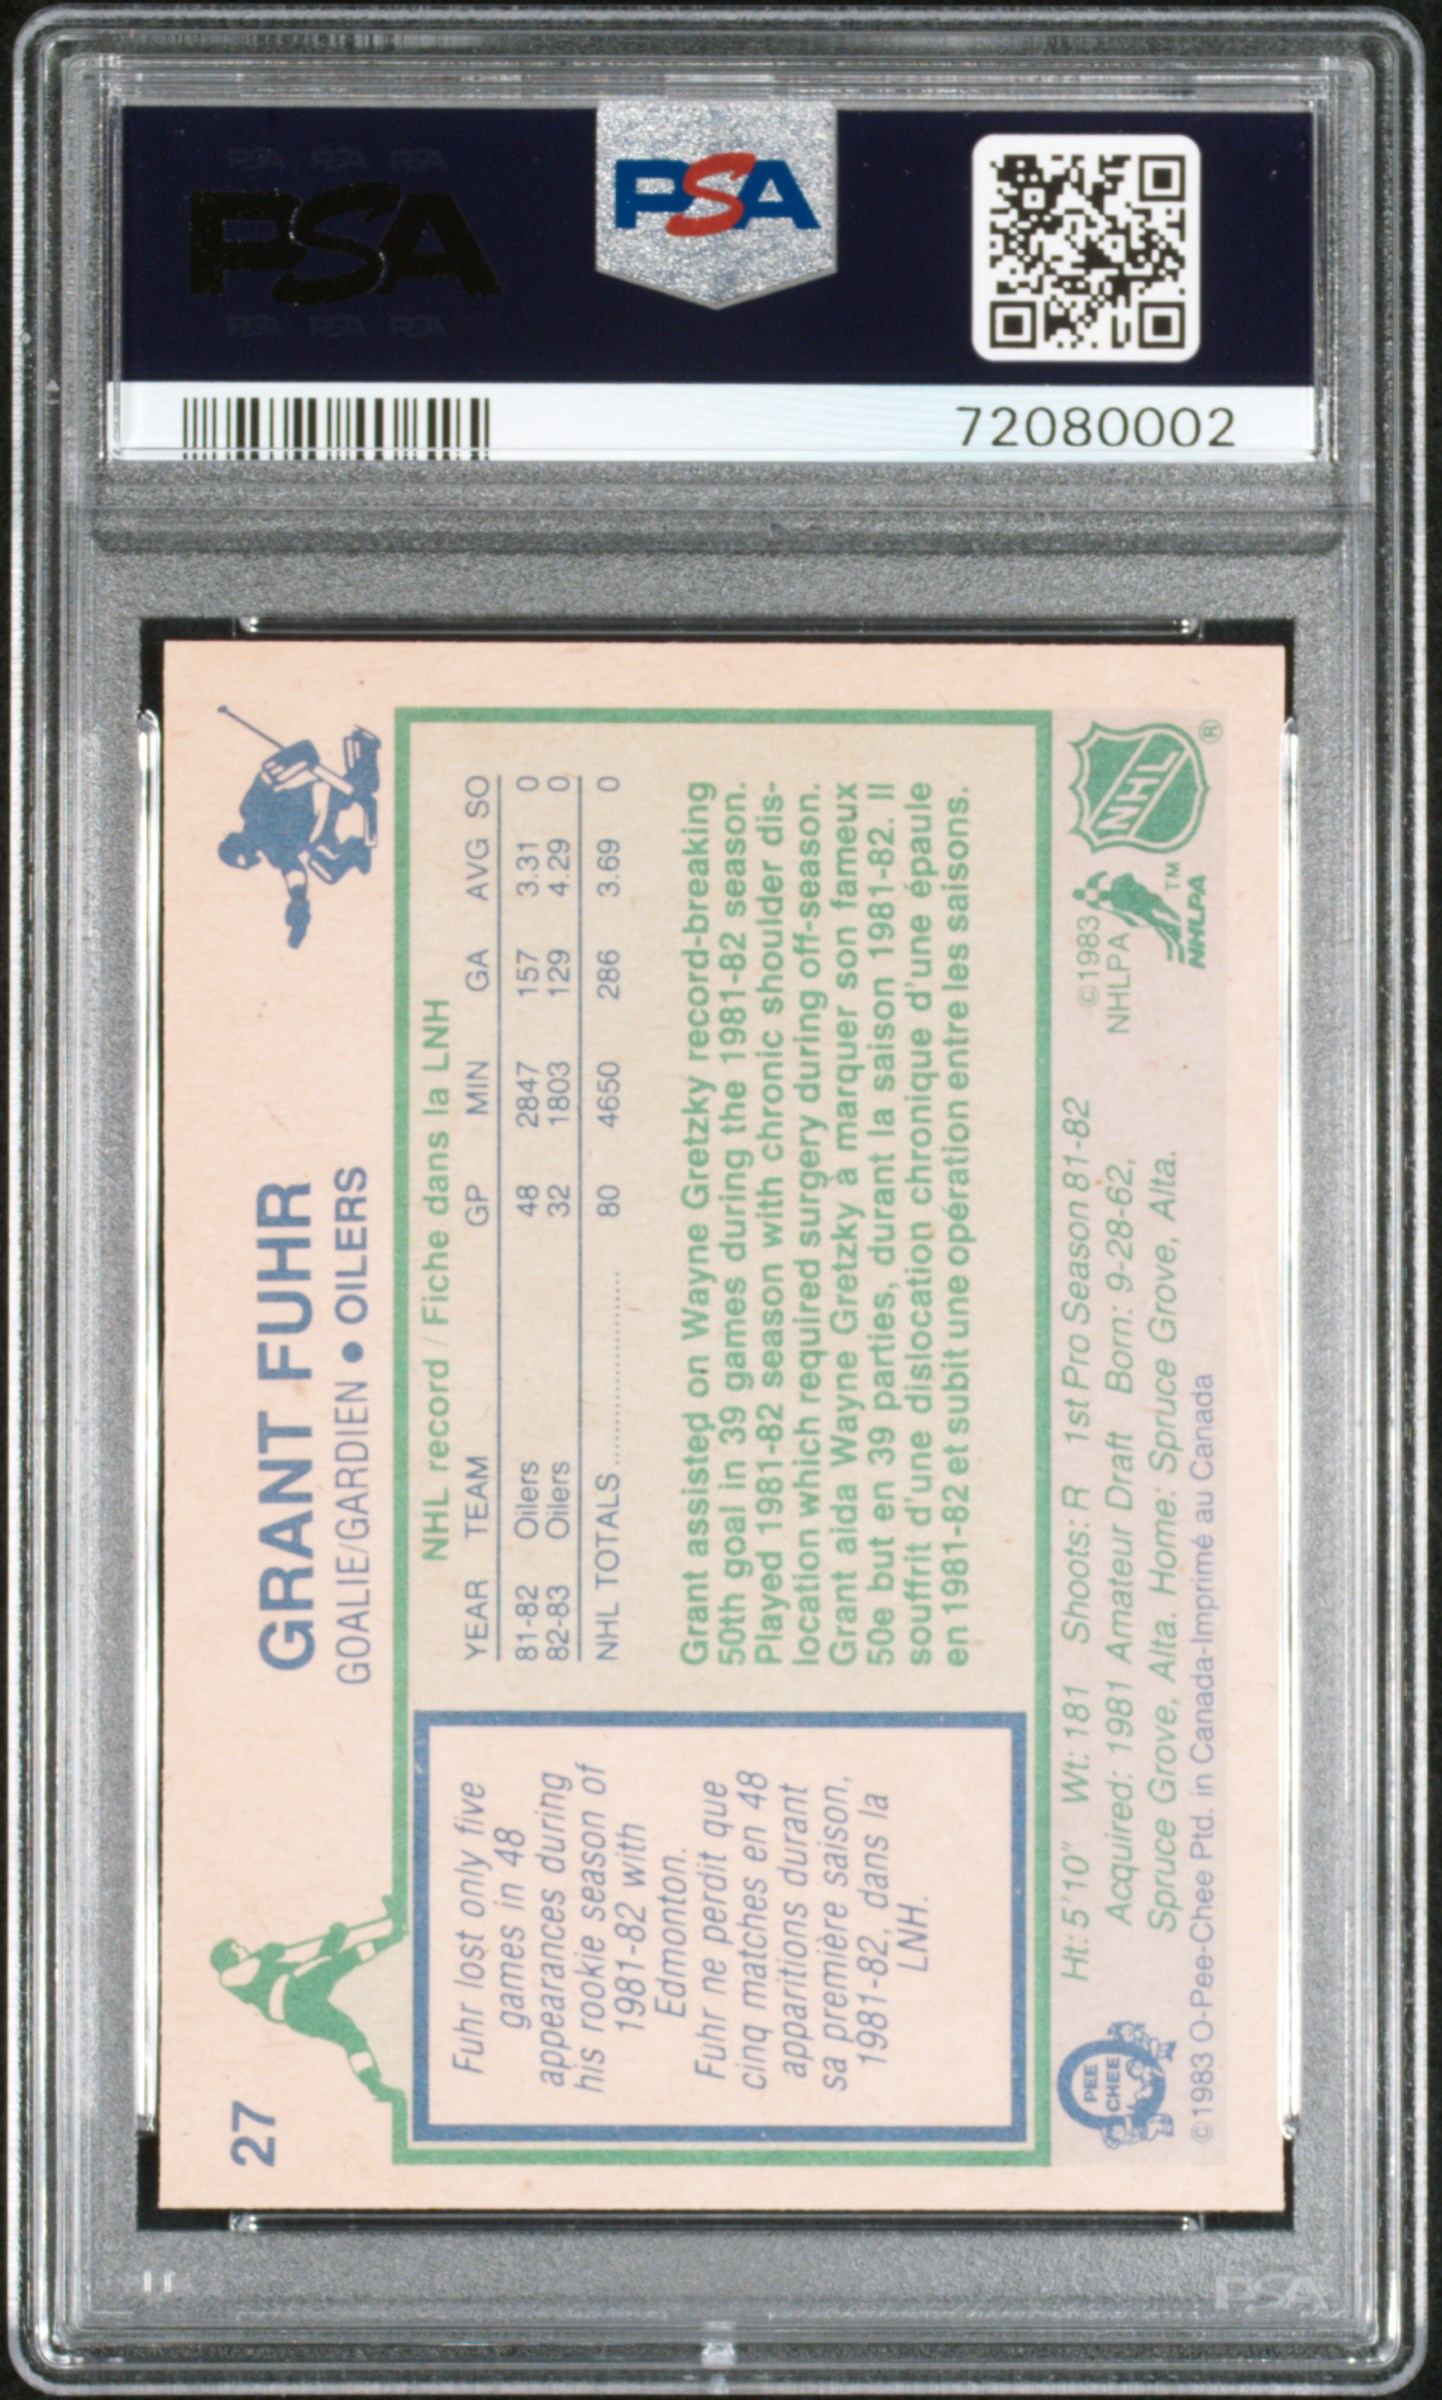 PSA PSA PSA
PSA
PSA PSA PSA
PSA
72080002
27
GRANT FUHR
GOALIE/GARDIEN • OILERS
Fuhr lost only five
games in 48
appearances during
his rookie season of
1981-82 with
Edmonton.
Fuhr ne perdit que
cinq matches en 48
apparitions durant
sa première saison,
1981-82, dans la
LNH.
NHL record / Fiche dans la LNH
YEAR TEAM GP MIN GA AVG SO
81-82 Oilers 48 2847 157 3.31 0
82-83 Oilers 32 1803 129 4.29 0
NHL TOTALS .................... 80 4650 286 3.69 0
Grant assisted on Wayne Gretzky record-breaking
50th goal in 39 games during the 1981-82 season.
Played 1981-82 season with chronic shoulder dis-
location which required surgery during off-season.
Grant aida Wayne Gretzky à marquer son fameux
50e but en 39 parties, durant la saison 1981-82. Il
souffrit d'une dislocation chronique d'une épaule
en 1981-82 et subit une opération entre les saisons.
Ht: 5'10" Wt: 181 Shoots: R 1st Pro Season 81-82
Acquired: 1981 Amateur Draft Born: 9-28-62,
Spruce Grove, Alta. Home: Spruce Grove, Alta.
©1983 O-Pee-Chee Ptd. in Canada-Imprimé au Canada
PEE
CHEE
©1983
NHLPA
NHLPA
TM
NHL
®
PSA